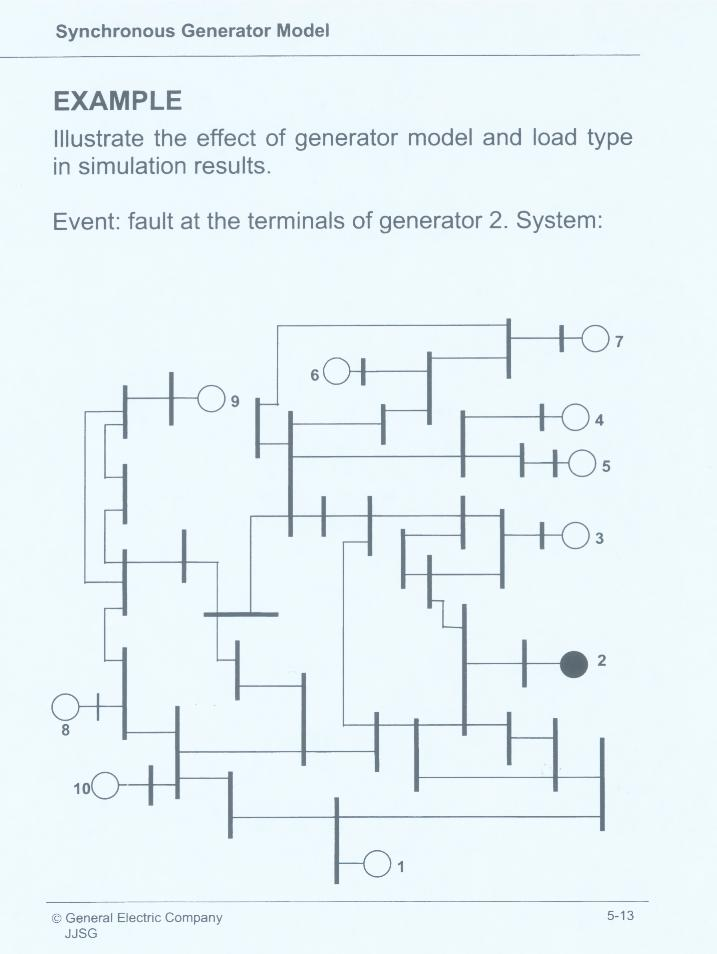 Synchronous Generator Model
EXAMPLE
Illustrate the effect of generator model and load type
in simulation results.
Event: fault at the terminals of generator 2. System:
7
6
9
4
5
3
2
8
10
1
© General Electric Company
5-13
JJSG